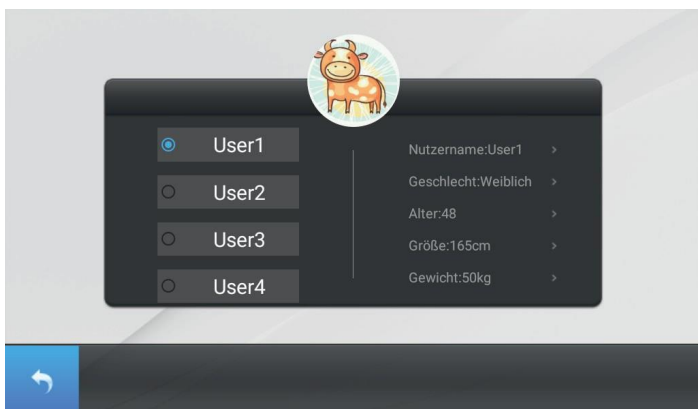 User1
User2
User3
User4
Nutzername:User1
Geschlecht:Weiblich
Alter:48
Größe:165cm
Gewicht:50kg